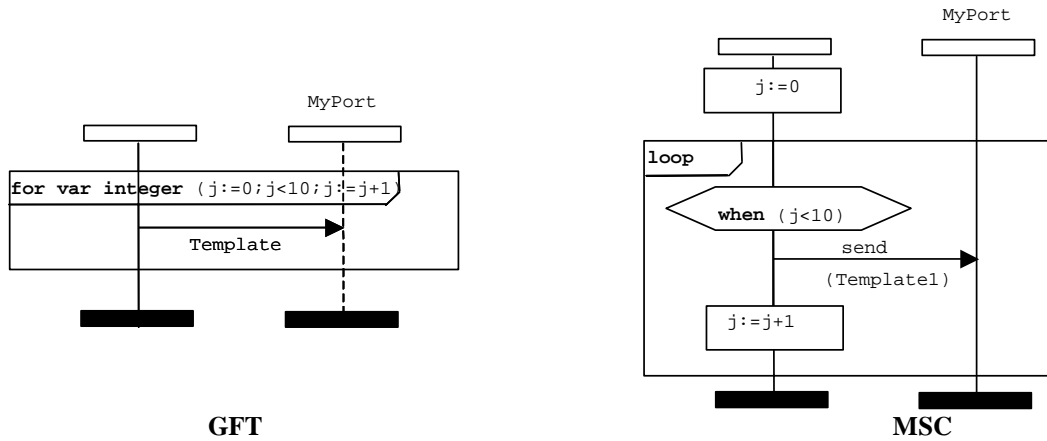 MyPort
for var integer (j:=0;j<10;j:=j+1)
Template
GFT
MyPort
j:=0
loop
when (j<10)
send
(Template1)
j:=j+1
MSC